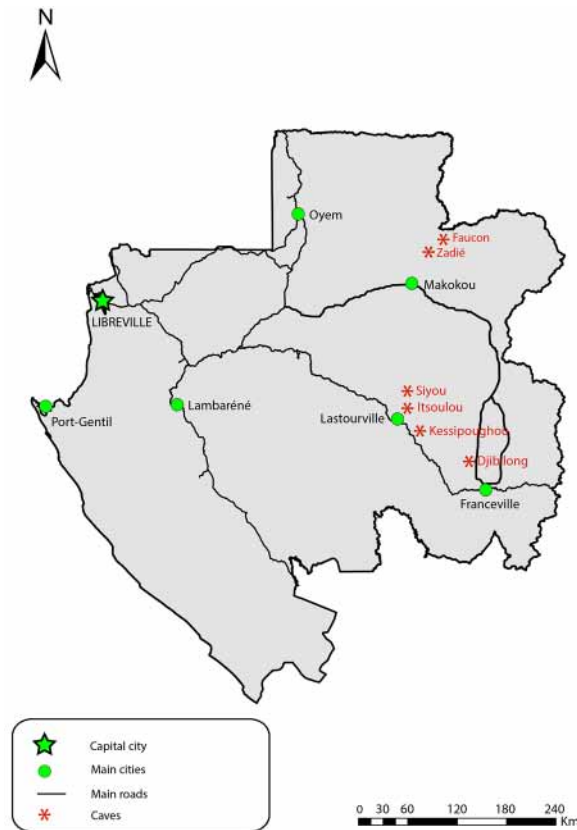 N
Oyem
Faucon
Zadié
Makokou
LIBREVILLE
Siyou
Itsoulou
Port-Gentil
Lambaréné
Lastourville
Kessipoughou
Djibilong
Franceville
Capital city
Main cities
Main roads
Caves
0 30 60 120 180 240
Km